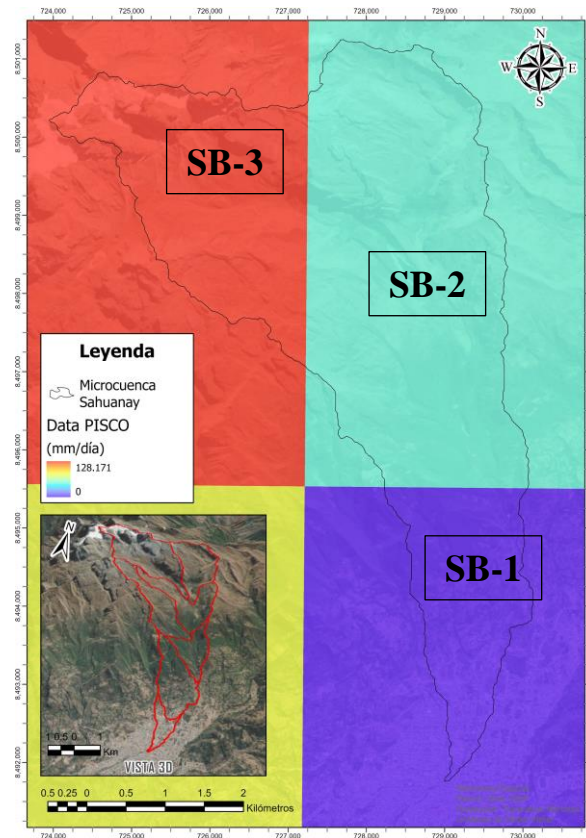 724,000 725,000 726,000 727,000 728,000 729,000 730,000
N
W E
S
8,501,000
8,500,000
8,499,000
8,498,000
8,497,000
8,496,000
8,495,000
8,494,000
8,493,000
8,492,000
SB-3
SB-2
SB-1
Leyenda
Microcuenca
Sahuanay
Data PISCO
(mm/día)
128.171
0
N
1 0.5 0 1
Km
VISTA 3D
0.5 0.25 0 0.5 1 1.5 2
Kilómetros
724,000 725,000 726,000 727,000 728,000 729,000 730,000